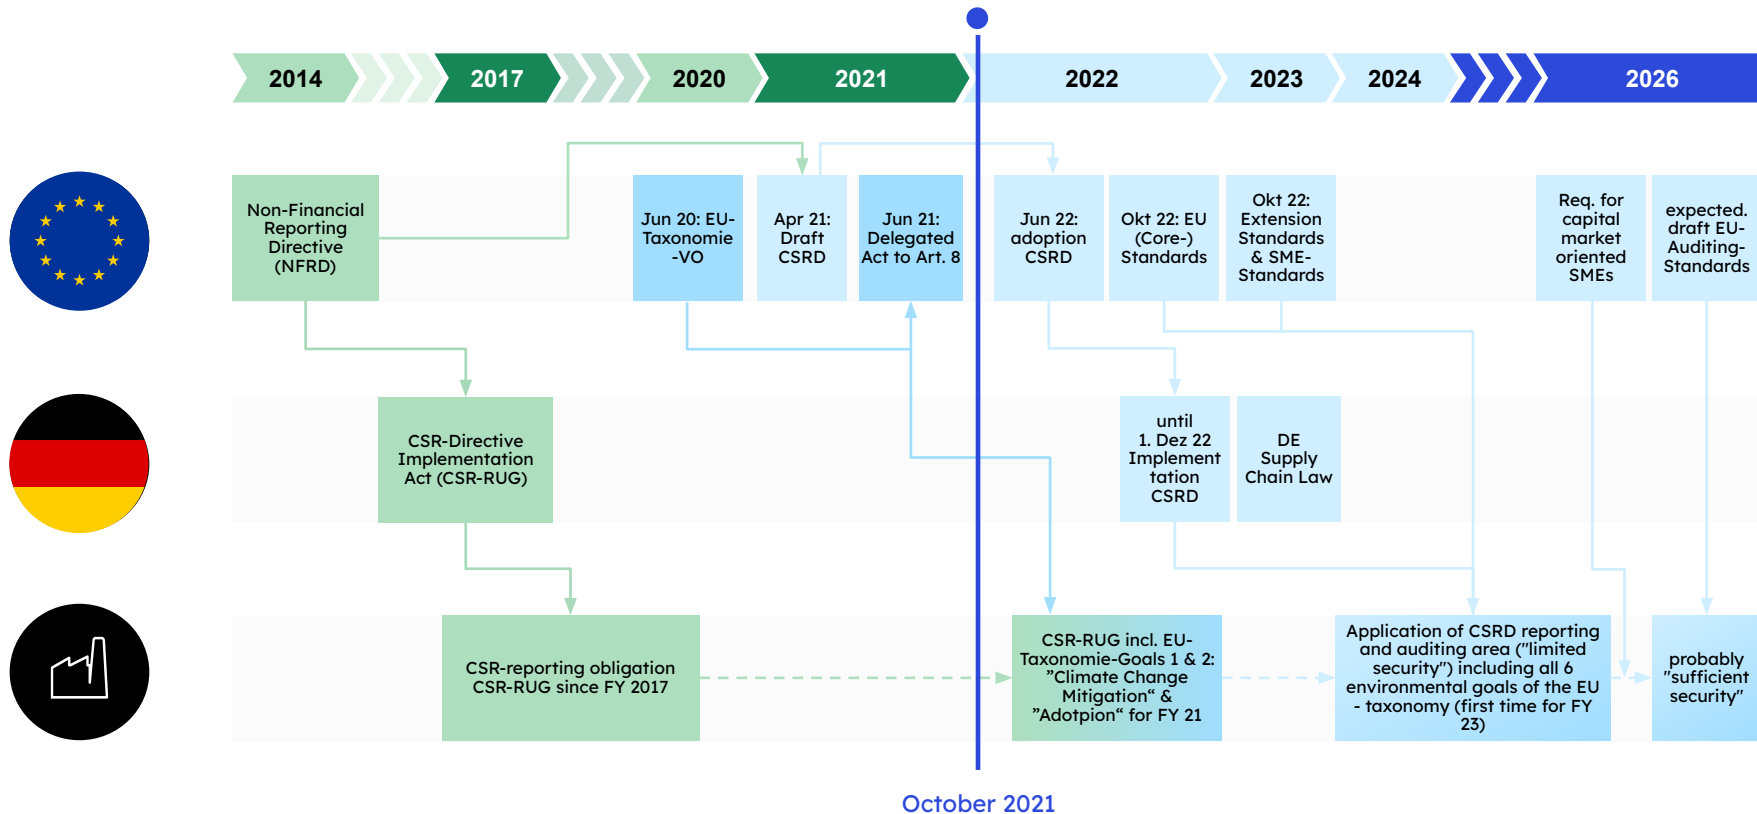 2014
2017
2020
2021
2022
2023
2024
2026
Non-Financial
Reporting
Directive
(NFRD)
Jun 20: EU-
Taxonomie
-VO
Apr 21:
Draft
CSRD
Jun 21:
Delegated
Act to Art. 8
Jun 22:
adoption
CSRD
Okt 22: EU
(Core-)
Standards
Okt 22:
Extension
Standards
& SME-
Standards
Req. for
capital
market
oriented
SMEs
expected.
draft EU-
Auditing-
Standards
CSR-Directive
Implementation
Act (CSR-RUG)
until
1. Dez 22
Implement
tation
CSRD
DE
Supply
Chain Law
CSR-reporting obligation
CSR-RUG since FY 2017
CSR-RUG incl. EU-
Taxonomie-Goals 1 & 2:
”Climate Change
Mitigation“ &
”Adotpion“ for FY 21
Application of CSRD reporting
and auditing area ("limited
security") including all 6
environmental goals of the EU
- taxonomy (first time for FY
23)
probably
"sufficient
security"
October 2021